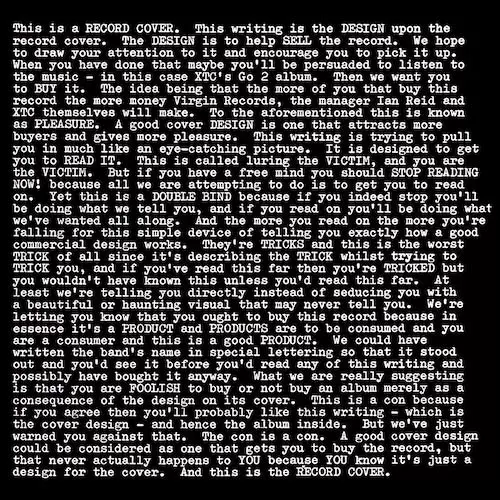 This is a RECORD COVER. This writing is the DESIGN upon the
record cover. The DESIGN is to help SELL the record. We hope
to draw your attention to it and encourage you to pick it up.
When you have done that maybe you'll be persuaded to listen to
the music - in this case XTC's Go 2 album. Then we want you
to BUY it. The idea being that the more of you that buy this
record the more money Virgin Records, the manager Ian Reid and
XTC themselves will make. To the aforementioned this is known
as PLEASURE. A good cover DESIGN is one that attracts more
buyers and gives more pleasure. This writing is trying to pull
you in much like an eye-catching picture. It is designed to get
you to READ IT. This is called luring the VICTIM, and you are
the VICTIM. But if you have a free mind you should STOP READING
NOW! because all we are attempting to do is to get you to read
on. Yet this is a DOUBLE BIND because if you indeed stop you'll
be doing what we tell you, and if you read on you'll be doing what
we've wanted all along. And the more you read on the more you're
falling for this simple device of telling you exactly how a good
commercial design works. They're TRICKS and this is the worst
TRICK of all since it's describing the TRICK whilst trying to
TRICK you, and if you've read this far then you're TRICKED but
you wouldn't have known this unless you'd read this far. At
least we're telling you directly instead of seducing you with
a beautiful or haunting visual that may never tell you. We're
letting you know that you ought to buy this record because in
essence it's a PRODUCT and PRODUCTS are to be consumed and you
are a consumer and this is a good PRODUCT. We could have
written the band's name in special lettering so that it stood
out and you'd see it before you'd read any of this writing and
possibly have bought it anyway. What we are really suggesting
is that you are FOOLISH to buy or not buy an album merely as a
consequence of the design on its cover. This is a con because
if you agree then you'll probably like this writing - which is
the cover design - and hence the album inside. But we've just
warned you against that. The con is a con. A good cover design
could be considered as one that gets you to buy the record, but
that never actually happens to YOU because YOU know it's just a
design for the cover. And this is the RECORD COVER.